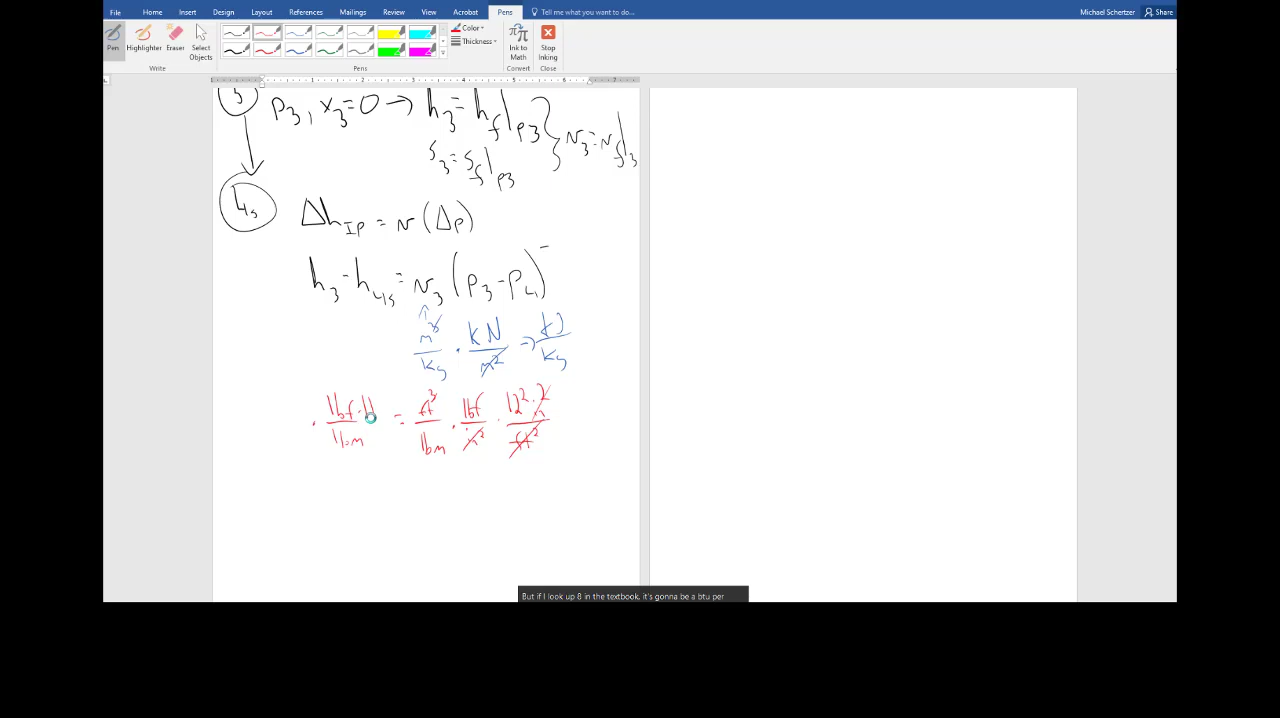 File Home Insert Design Layout References Mailings Review View Acrobat Pens Tell me what you want to do... Michael Schertzer Share
Pen Highlighter Eraser Select Objects Color Thickness Ink to Math Stop Inking
Write Pens Convert Close
3 p3, x3=0 → h3 = hf|p3 } v3 = vf|3
s3 = sf|p3
4s Δh_IP = v (Δp)
h3 - h4s = v3 (p3 - p4)
m3/kg · kN/m2 → kJ/kg
· lbf·ft/lbm = ft3/lbm · lbf/in2 · 122 in2/ft2
But if I look up 8 in the textbook, it's gonna be a btu per